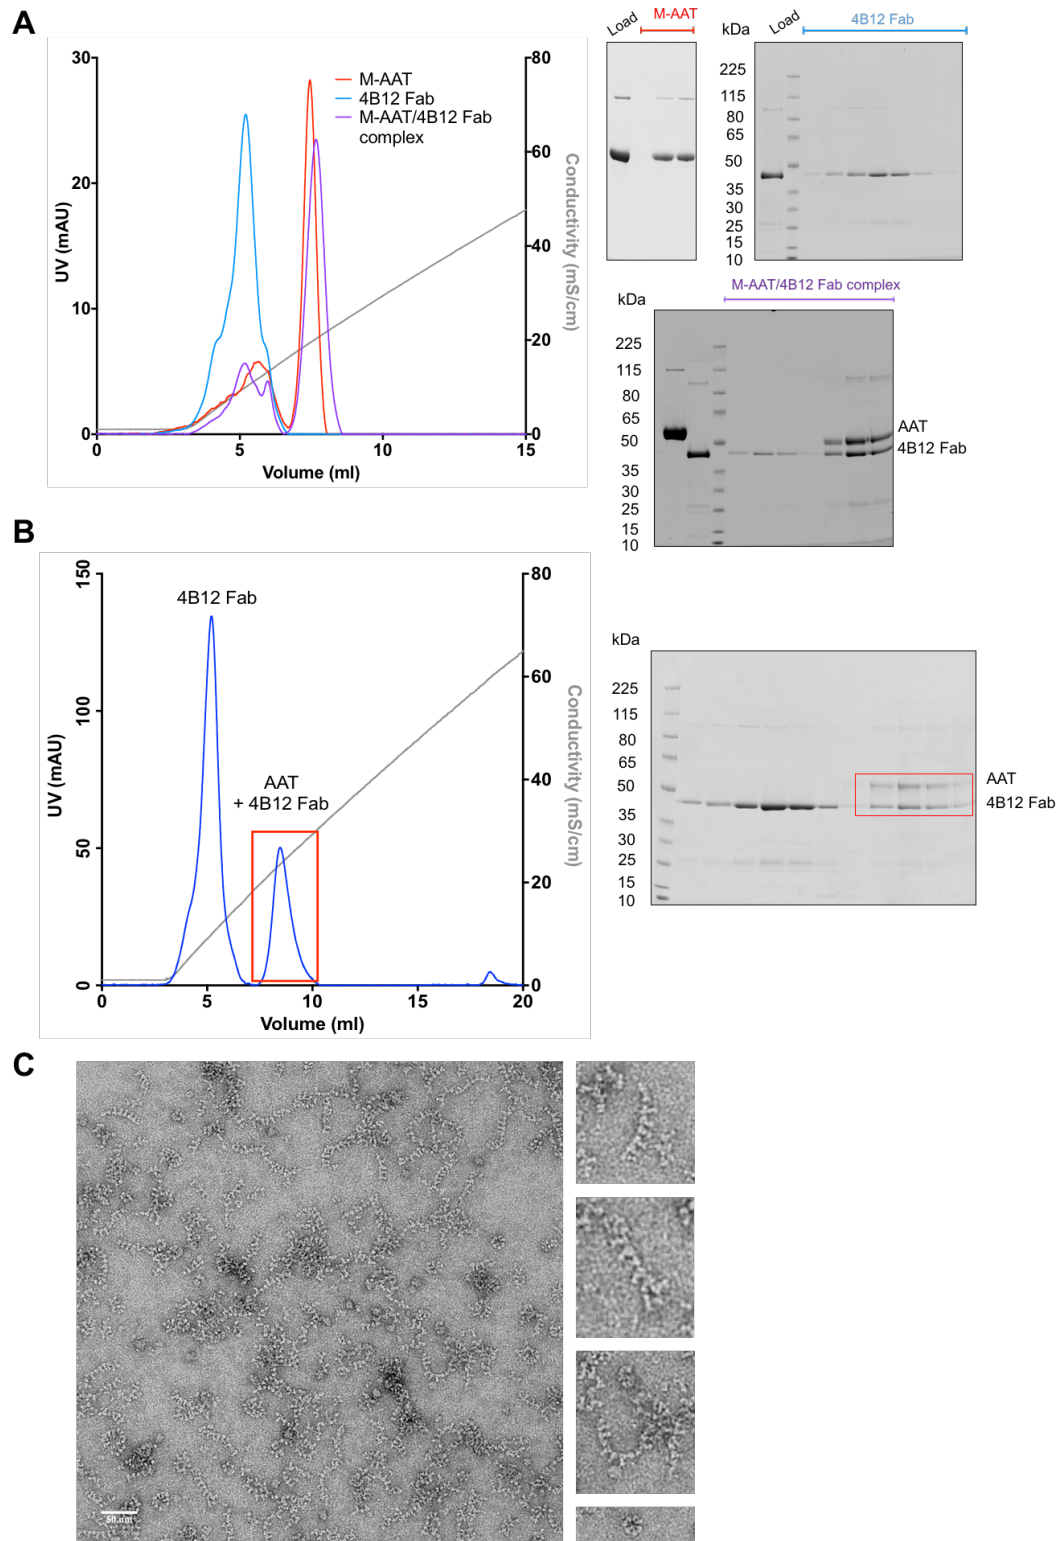 A
30
20
10
0
UV (mAU)
0
5
10
15
Volume (ml)
80
60
40
20
0
Conductivity (mS/cm)
M-AAT
4B12 Fab
M-AAT/4B12 Fab
complex
Load
M-AAT
kDa
Load
4B12 Fab
225
115
80
65
50
35
30
25
15
10
M-AAT/4B12 Fab complex
kDa
225
115
80
65
50
35
30
25
15
10
AAT
4B12 Fab
B
150
100
50
0
UV (mAU)
4B12 Fab
AAT
+ 4B12 Fab
0
5
10
15
20
Volume (ml)
80
60
40
20
0
Conductivity (mS/cm)
kDa
225
115
80
65
50
35
30
25
15
10
AAT
4B12 Fab
C
50 nm